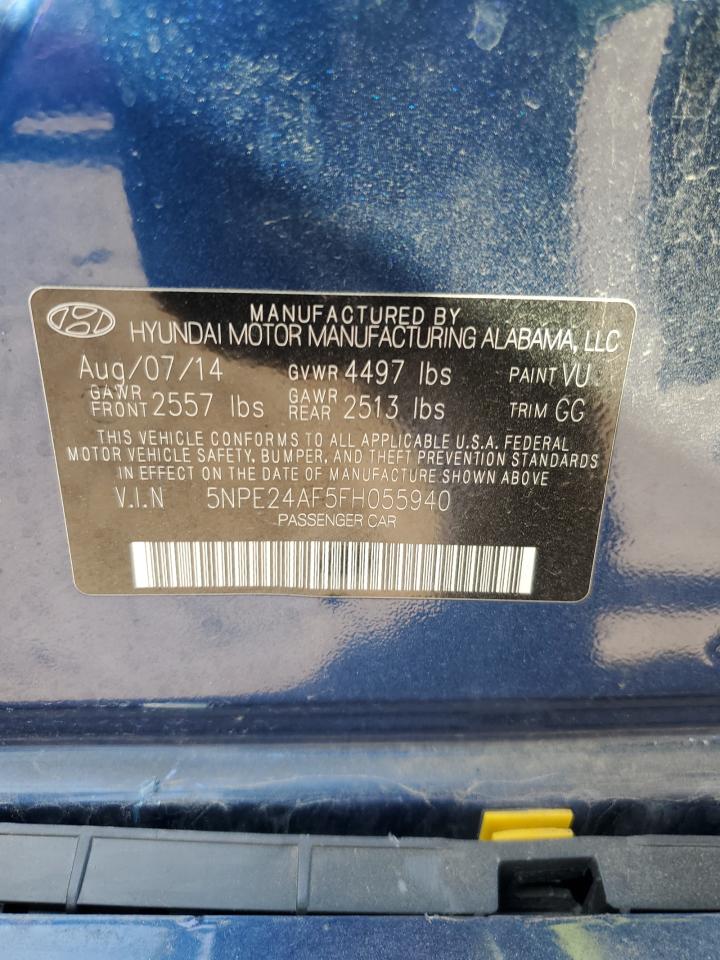 MANUFACTURED BY
HYUNDAI MOTOR MANUFACTURING ALABAMA, LLC
Aug/07/14 GVWR 4497 lbs PAINT VU
GAWR FRONT 2557 lbs GAWR REAR 2513 lbs TRIM GG
THIS VEHICLE CONFORMS TO ALL APPLICABLE U.S.A. FEDERAL
MOTOR VEHICLE SAFETY, BUMPER, AND THEFT PREVENTION STANDARDS
IN EFFECT ON THE DATE OF MANUFACTURE SHOWN ABOVE
V.I.N 5NPE24AF5FH055940
PASSENGER CAR